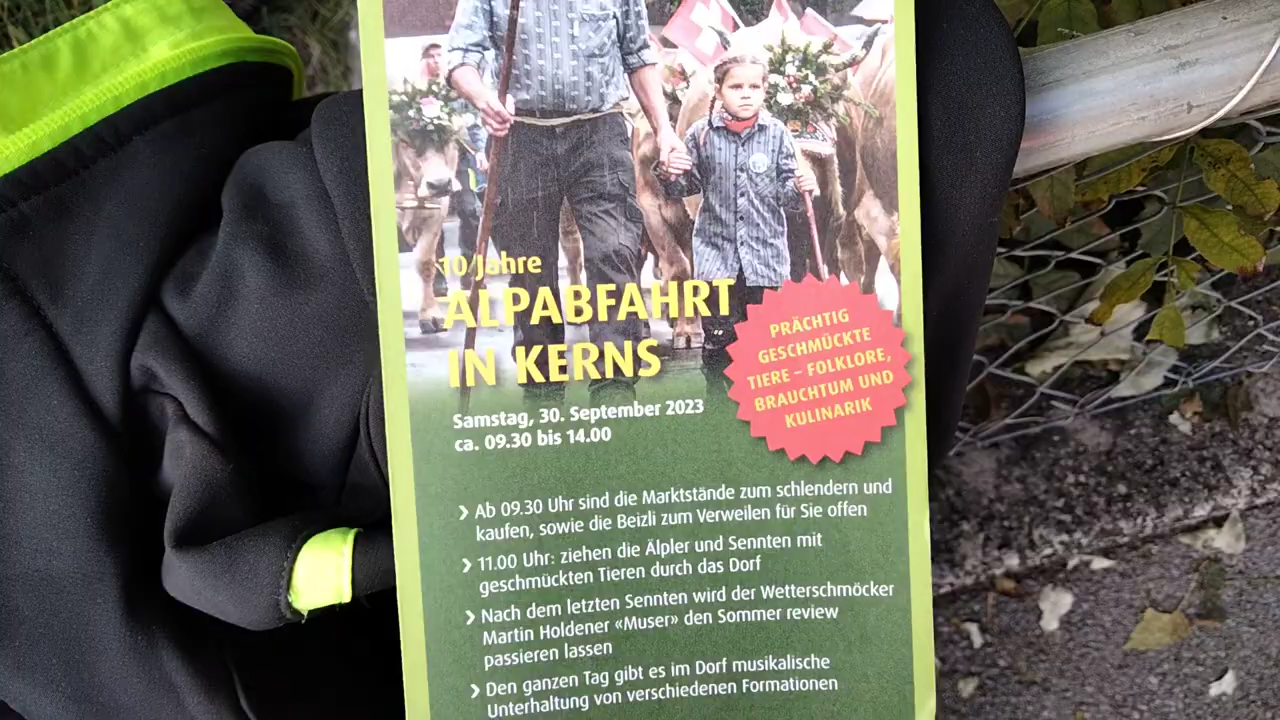 10 Jahre
ALPABFAHRT
IN KERNS
Samstag, 30. September 2023
ca. 09.30 bis 14.00
PRÄCHTIG
GESCHMÜCKTE
TIERE – FOLKLORE,
BRAUCHTUM UND
KULINARIK
› Ab 09.30 Uhr sind die Marktstände zum schlendern und
kaufen, sowie die Beizli zum Verweilen für Sie offen
› 11.00 Uhr: ziehen die Älpler und Sennten mit
geschmückten Tieren durch das Dorf
› Nach dem letzten Sennten wird der Wetterschmöcker
Martin Holdener «Muser» den Sommer review
passieren lassen
› Den ganzen Tag gibt es im Dorf musikalische
Unterhaltung von verschiedenen Formationen